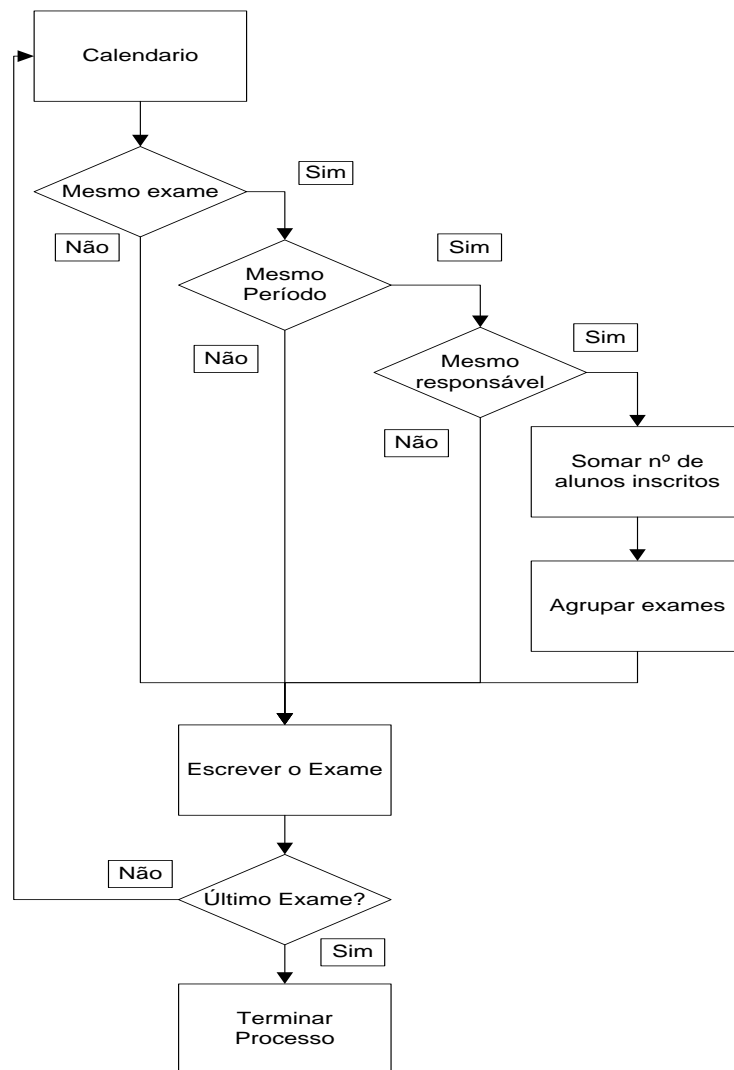 Calendario
Sim
Mesmo exame
Não
Sim
Mesmo
Período
Sim
Não
Mesmo
responsável
Não
Somar nº de
alunos inscritos
Agrupar exames
Escrever o Exame
Não
Último Exame?
Sim
Terminar
Processo